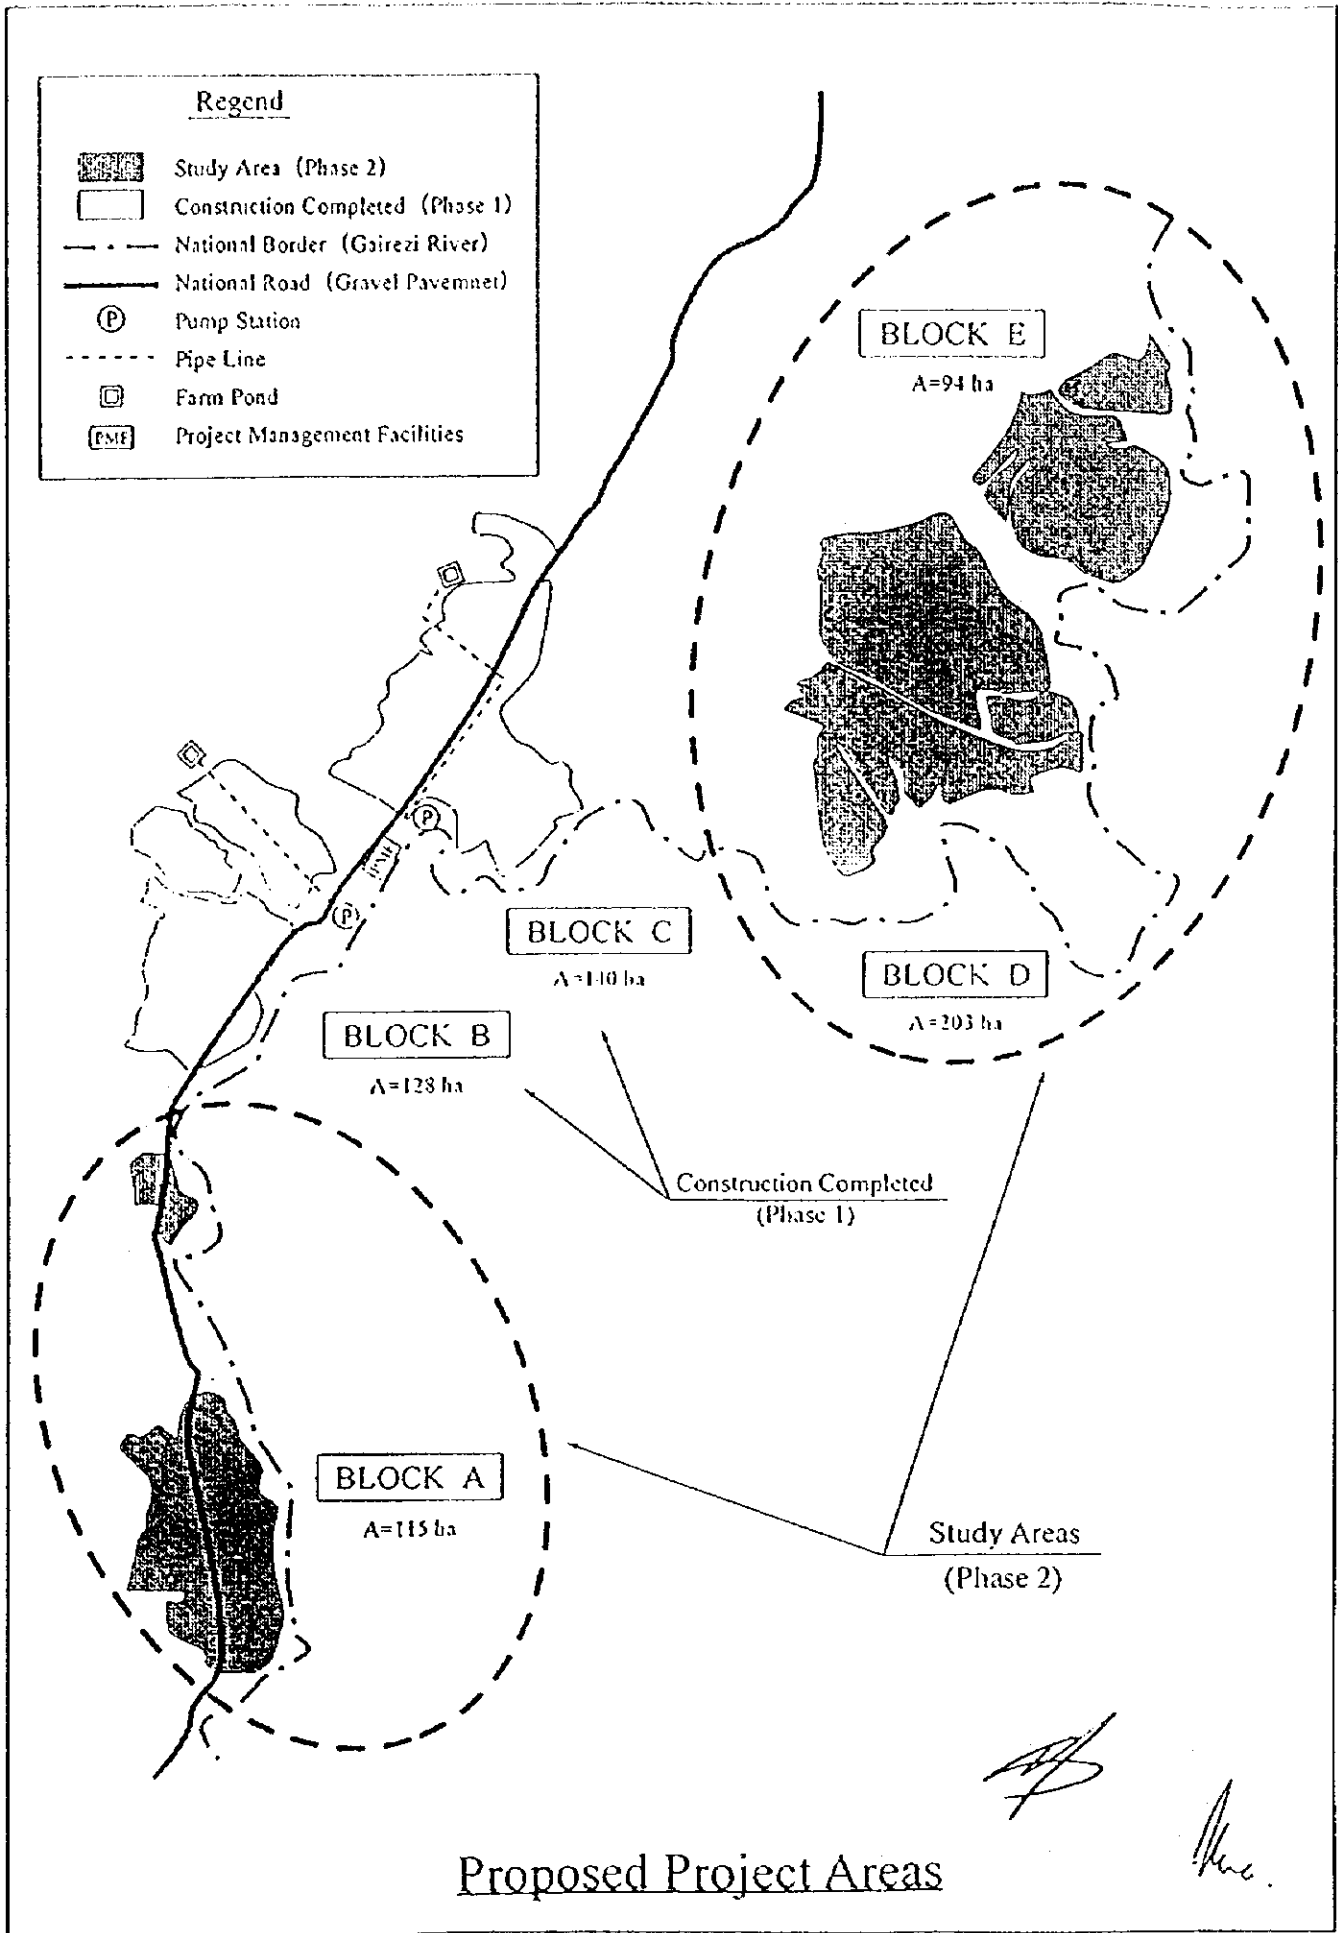 Regend
Study Area (Phase 2)
Construction Completed (Phase 1)
National Border (Gairezi River)
National Road (Gravel Pavemnet)
P Pump Station
Pipe Line
Farm Pond
PMF Project Management Facilities
BLOCK E
A=94 ha
P
PMF
P
BLOCK C
A=140 ha
BLOCK D
A=203 ha
BLOCK B
A=128 ha
Construction Completed
(Phase 1)
BLOCK A
A=115 ha
Study Areas
(Phase 2)
Proposed Project Areas